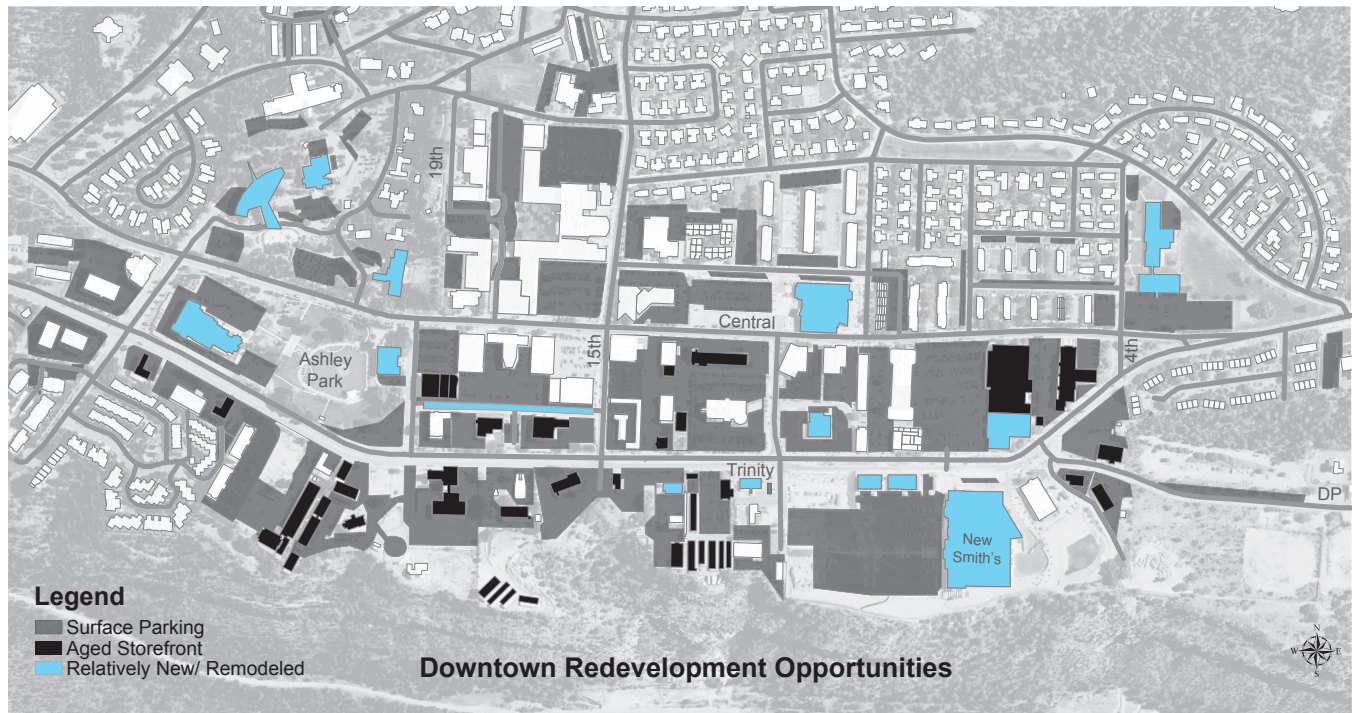 19th
15th
Central
4th
Ashley
Park
Trinity
DP
New
Smith's
Legend
Surface Parking
Aged Storefront
Relatively New/ Remodeled
Downtown Redevelopment Opportunities
N
W
E
S